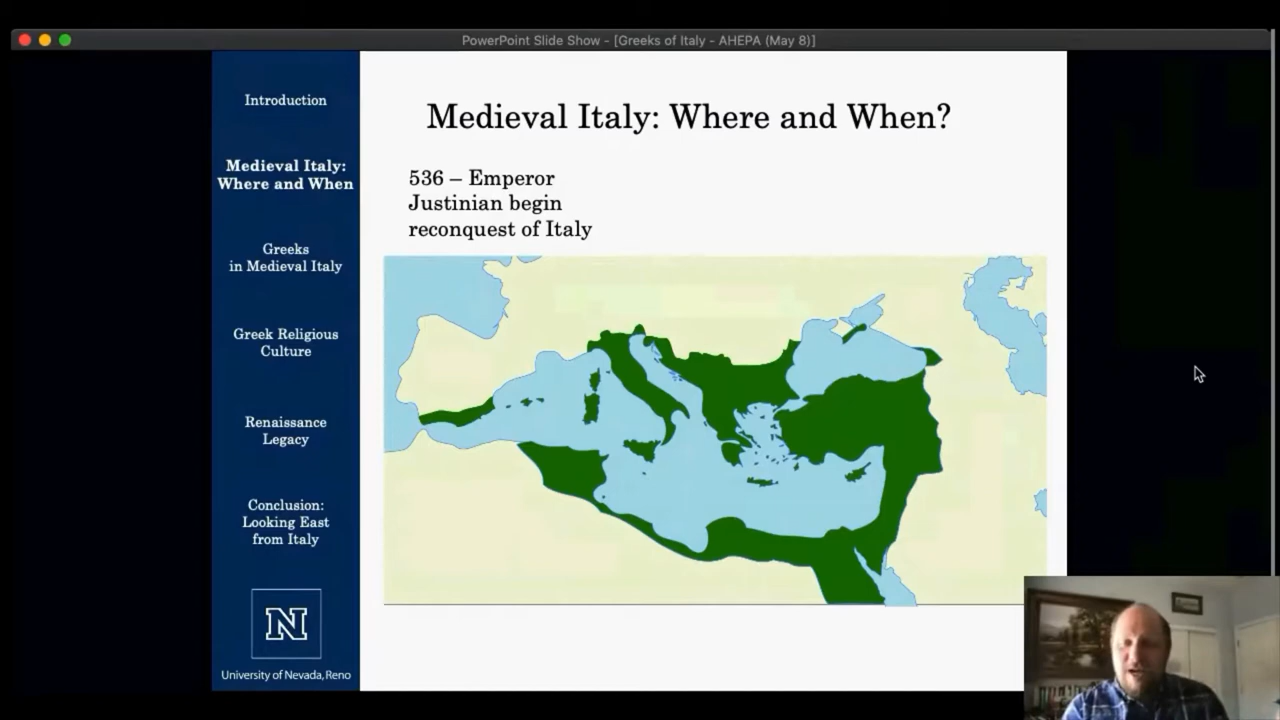 PowerPoint Slide Show - [Greeks of Italy - AHEPA (May 8)]
Introduction
Medieval Italy:
Where and When
Greeks
in Medieval Italy
Greek Religious
Culture
Renaissance
Legacy
Conclusion:
Looking East
from Italy
N
University of Nevada, Reno
Medieval Italy: Where and When?
536 – Emperor
Justinian begin
reconquest of Italy